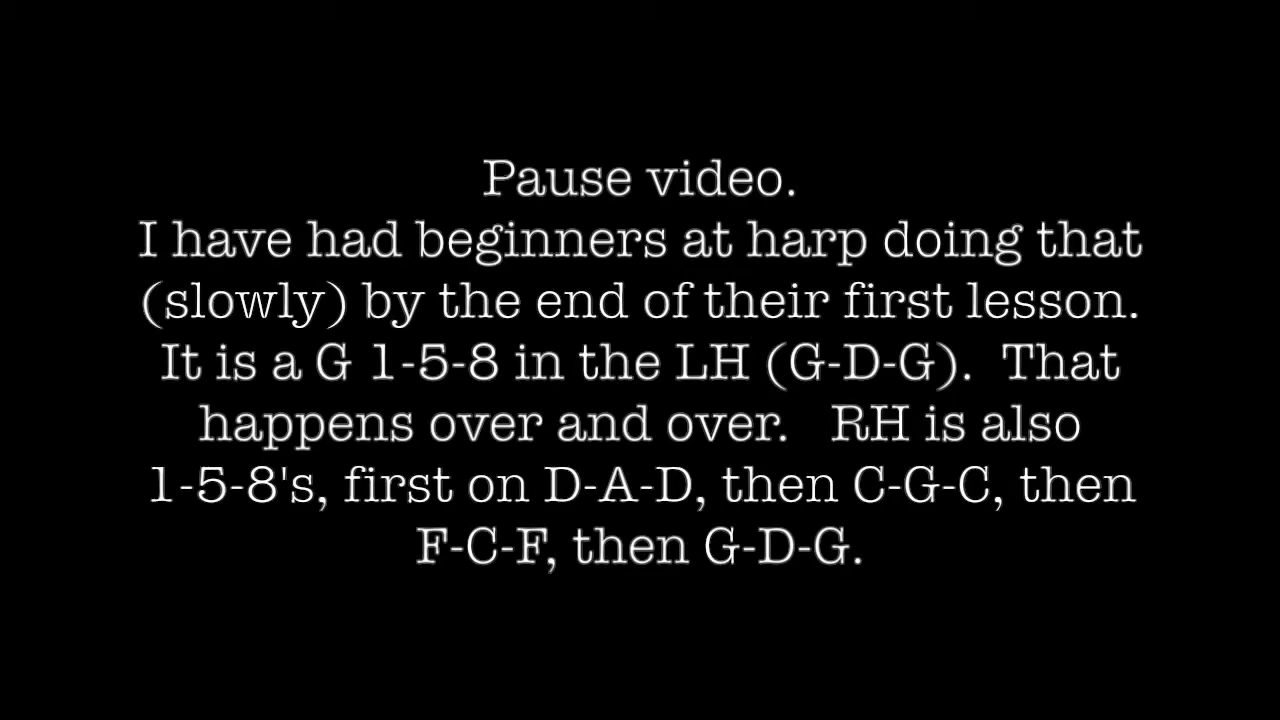 Pause video.
I have had beginners at harp doing that
(slowly) by the end of their first lesson.
It is a G 1-5-8 in the LH (G-D-G).  That
happens over and over.   RH is also
1-5-8's, first on D-A-D, then C-G-C, then
F-C-F, then G-D-G.